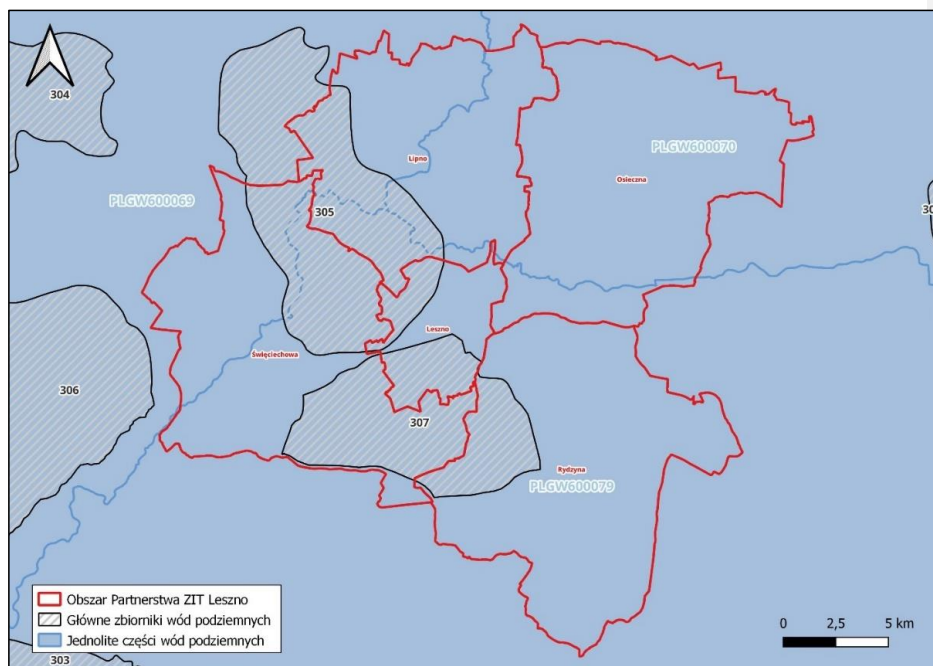 304
PLGW600069
Lipno
PLGW600070
Osieczna
305
30
Leszno
Święciechowa
306
307
Rydzyna
PLGW600079
Obszar Partnerstwa ZIT Leszno
Główne zbiorniki wód podziemnych
Jednolite części wód podziemnych
0 2,5 5 km
303